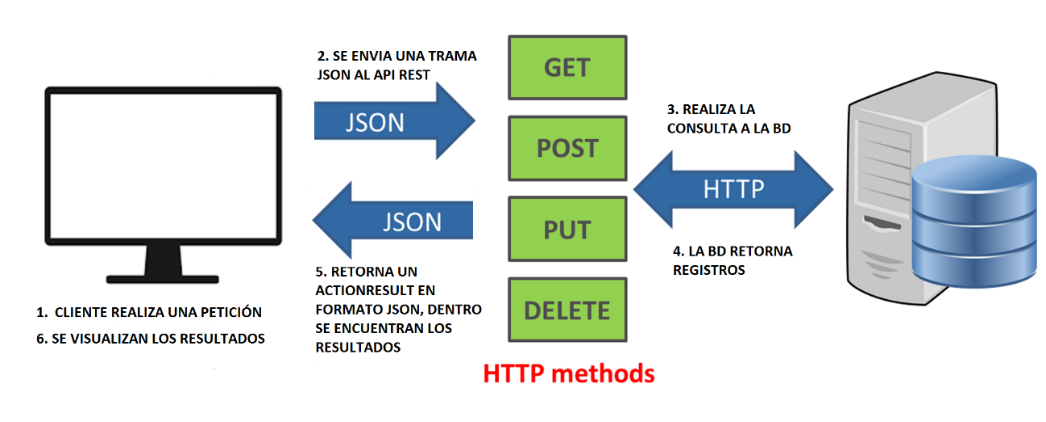 2. SE ENVIA UNA TRAMA
JSON AL API REST
JSON
GET
POST
PUT
DELETE
HTTP methods
3. REALIZA LA
CONSULTA A LA BD
HTTP
4. LA BD RETORNA
REGISTROS
JSON
5. RETORNA UN
ACTIONRESULT EN
FORMATO JSON, DENTRO
SE ENCUENTRAN LOS
RESULTADOS
1. CLIENTE REALIZA UNA PETICIÓN
6. SE VISUALIZAN LOS RESULTADOS